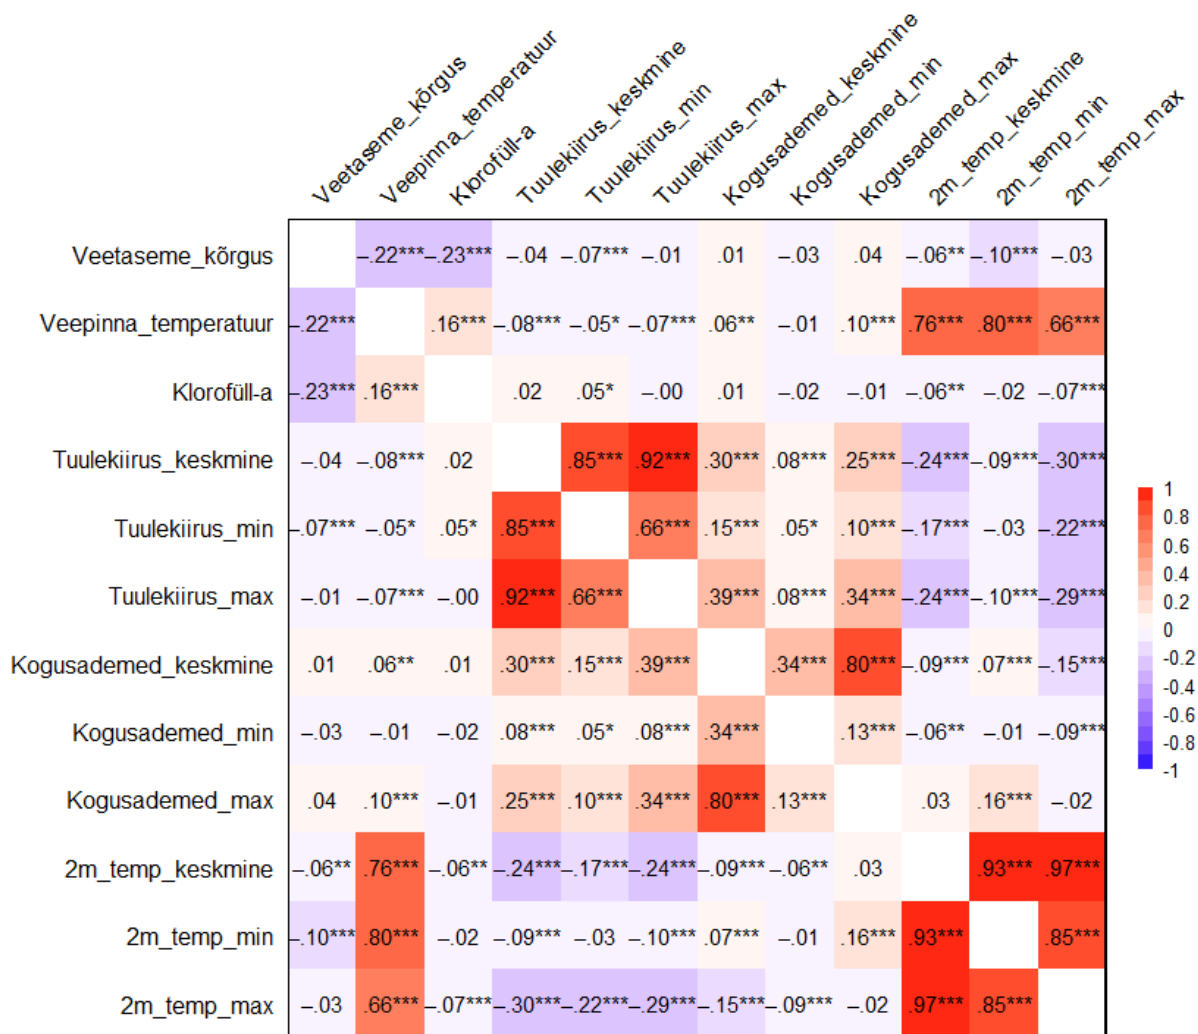 Veetaseme_kõrgus
Veepinna_temperatuur
Klorofüll-a
Tuulekiirus_keskmine
Tuulekiirus_min
Tuulekiirus_max
Kogusademed_keskmine
Kogusademed_min
Kogusademed_max
2m_temp_keskmine
2m_temp_min
2m_temp_max
Veetaseme_kõrgus –.22*** –.23*** –.04 –.07*** –.01 .01 –.03 .04 –.06** –.10*** –.03
Veepinna_temperatuur –.22*** .16*** –.08*** –.05* –.07*** .06** –.01 .10*** .76*** .80*** .66***
Klorofüll-a –.23*** .16*** .02 .05* –.00 .01 –.02 –.01 –.06** –.02 –.07***
Tuulekiirus_keskmine –.04 –.08*** .02 .85*** .92*** .30*** .08*** .25*** –.24*** –.09*** –.30***
Tuulekiirus_min –.07*** –.05* .05* .85*** .66*** .15*** .05* .10*** –.17*** –.03 –.22***
Tuulekiirus_max –.01 –.07*** –.00 .92*** .66*** .39*** .08*** .34*** –.24*** –.10*** –.29***
Kogusademed_keskmine .01 .06** .01 .30*** .15*** .39*** .34*** .80*** –.09*** .07*** –.15***
Kogusademed_min –.03 –.01 –.02 .08*** .05* .08*** .34*** .13*** –.06** –.01 –.09***
Kogusademed_max .04 .10*** –.01 .25*** .10*** .34*** .80*** .13*** .03 .16*** –.02
2m_temp_keskmine –.06** .76*** –.06** –.24*** –.17*** –.24*** –.09*** –.06** .03 .93*** .97***
2m_temp_min –.10*** .80*** –.02 –.09*** –.03 –.10*** .07*** –.01 .16*** .93*** .85***
2m_temp_max –.03 .66*** –.07*** –.30*** –.22*** –.29*** –.15*** –.09*** –.02 .97*** .85***
1
0.8
0.6
0.4
0.2
0
-0.2
-0.4
-0.6
-0.8
-1